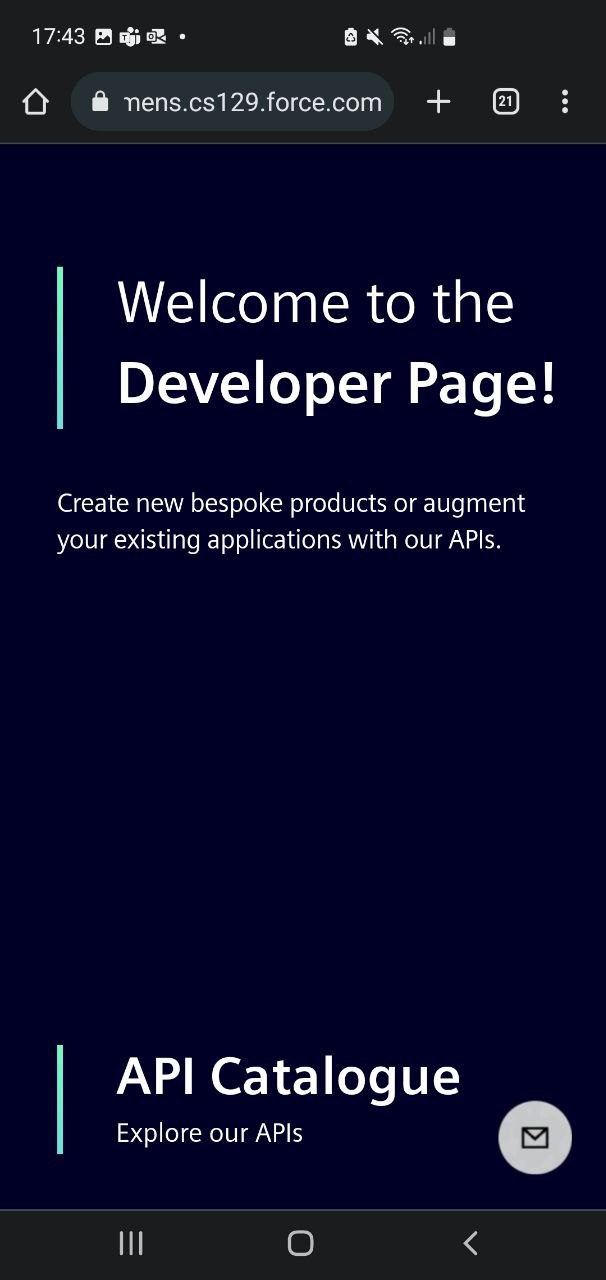 17:43
mens.cs129.force.com
21
Welcome to the
Developer Page!
Create new bespoke products or augment
your existing applications with our APIs.
API Catalogue
Explore our APIs